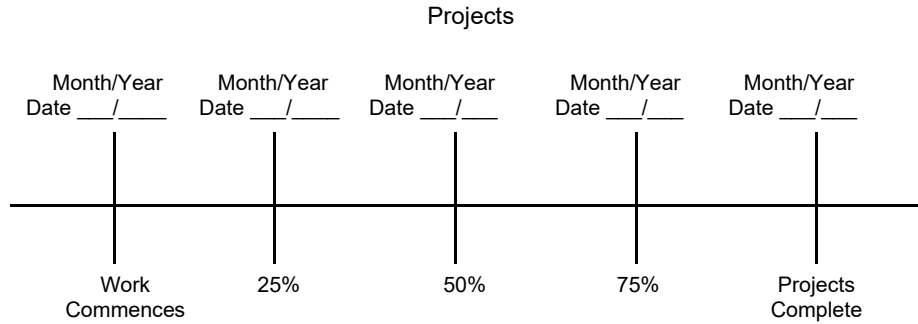 Projects
Month/Year Month/Year Month/Year Month/Year Month/Year
Date ___/____ Date ___/____ Date ___/___ Date ___/___ Date ___/___
Work 25% 50% 75% Projects
Commences Complete